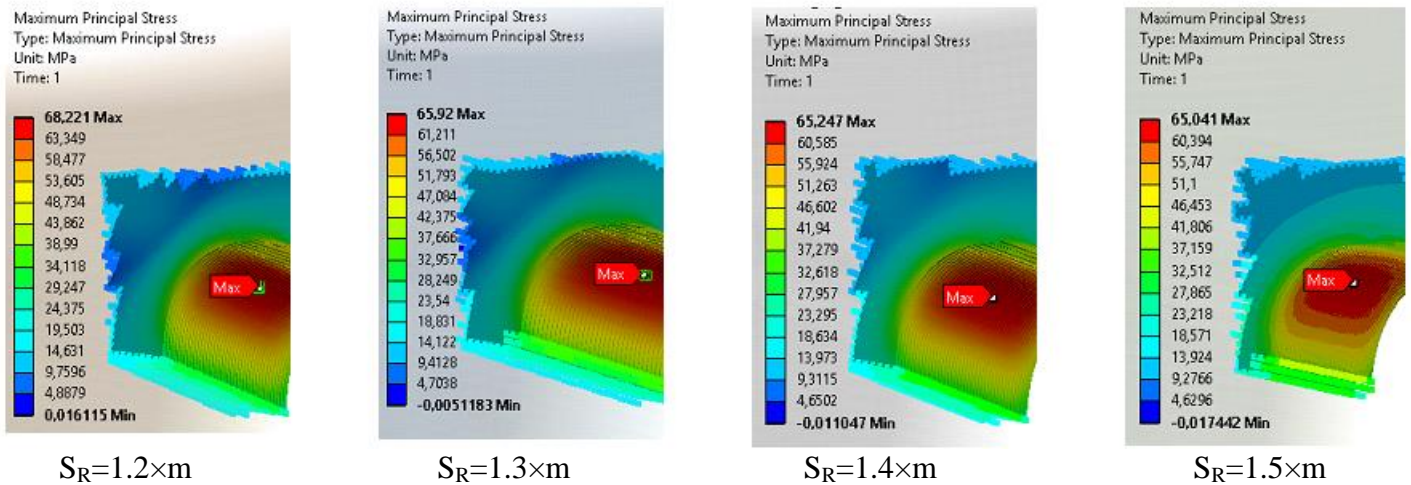 Maximum Principal Stress
Type: Maximum Principal Stress
Unit: MPa
Time: 1
68,221 Max
63,349
58,477
53,605
48,734
43,862
38,99
34,118
29,247
24,375
19,503
14,631
9,7596
4,8879
0,016115 Min
Max
S_R=1.2×m
Maximum Principal Stress
Type: Maximum Principal Stress
Unit: MPa
Time: 1
65,92 Max
61,211
56,502
51,793
47,084
42,375
37,666
32,957
28,249
23,54
18,831
14,122
9,4128
4,7038
-0,0051183 Min
Max
S_R=1.3×m
Maximum Principal Stress
Type: Maximum Principal Stress
Unit: MPa
Time: 1
65,247 Max
60,585
55,924
51,263
46,602
41,94
37,279
32,618
27,957
23,295
18,634
13,973
9,3115
4,6502
-0,011047 Min
Max
S_R=1.4×m
Maximum Principal Stress
Type: Maximum Principal Stress
Unit: MPa
Time: 1
65,041 Max
60,394
55,747
51,1
46,453
41,806
37,159
32,512
27,865
23,218
18,571
13,924
9,2766
4,6296
-0,017442 Min
Max
S_R=1.5×m